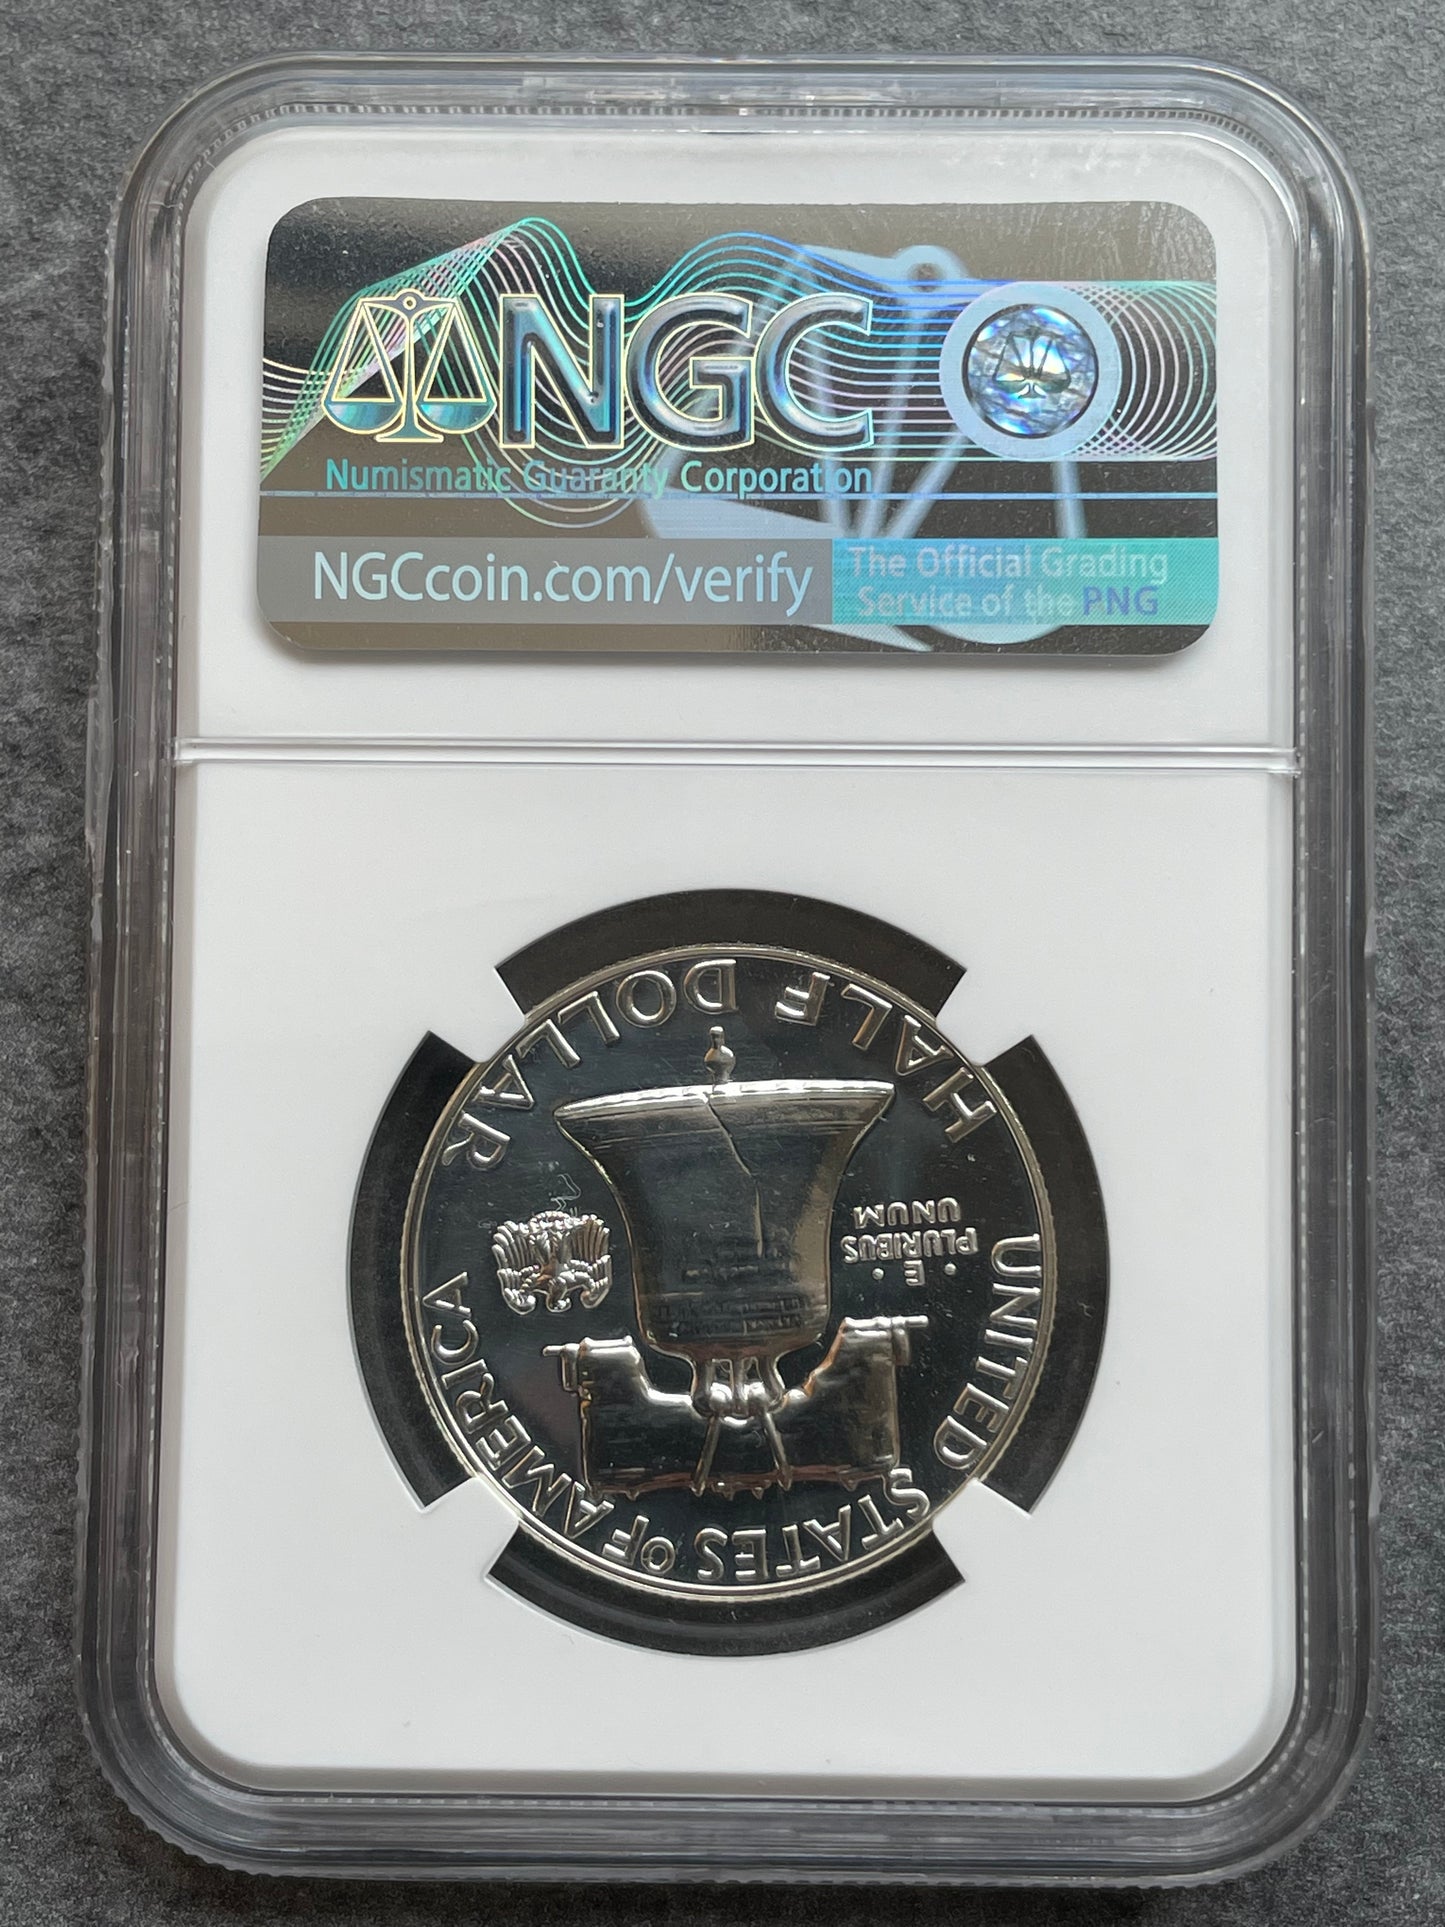 NGC
Numismatic Guaranty Corporation
NGCcoin.com/verify
The Official Grading
Service of the PNG
UNITED STATES OF AMERICA
E
PLURIBUS
UNUM
HALF DOLLAR